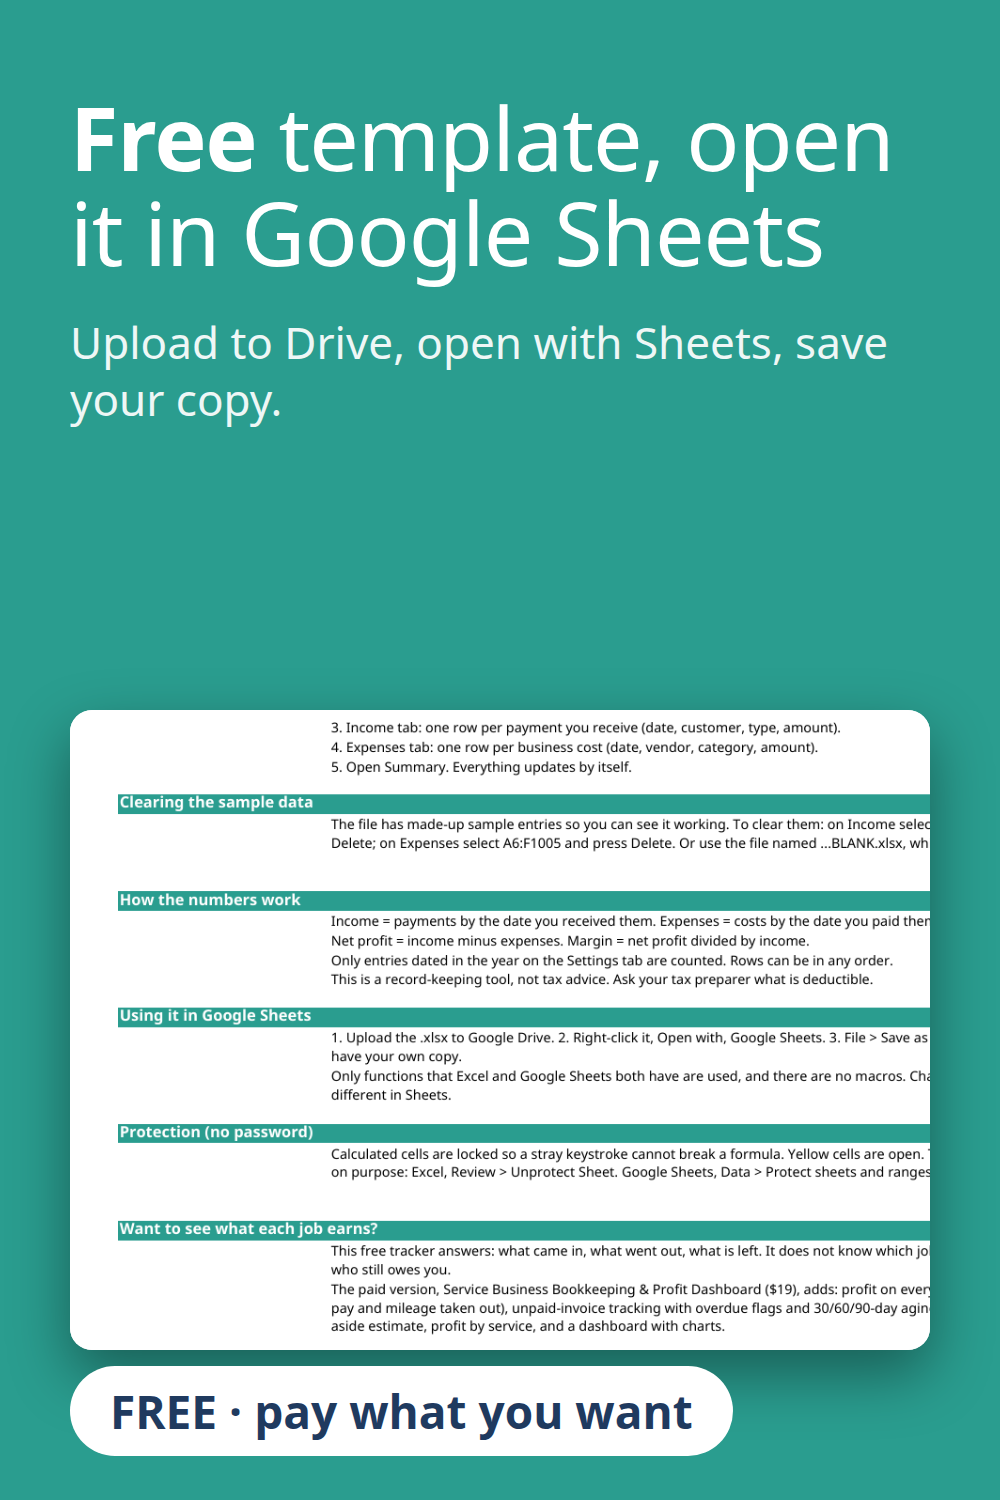 Free template, open
it in Google Sheets
Upload to Drive, open with Sheets, save
your copy.
3. Income tab: one row per payment you receive (date, customer, type, amount).
4. Expenses tab: one row per business cost (date, vendor, category, amount).
5. Open Summary. Everything updates by itself.
Clearing the sample data
The file has made-up sample entries so you can see it working. To clear them: on Income
Delete; on Expenses select A6:F1005 and press Delete. Or use the file named ...BLANK.xlsx,
How the numbers work
Income = payments by the date you received them. Expenses = costs by the date you paid
Net profit = income minus expenses. Margin = net profit divided by income.
Only entries dated in the year on the Settings tab are counted. Rows can be in any order.
This is a record-keeping tool, not tax advice. Ask your tax preparer what is deductible.
Using it in Google Sheets
1. Upload the .xlsx to Google Drive. 2. Right-click it, Open with, Google Sheets. 3. File > Save as
have your own copy.
Only functions that Excel and Google Sheets both have are used, and there are no macros.
different in Sheets.
Protection (no password)
Calculated cells are locked so a stray keystroke cannot break a formula. Yellow cells are open.
on purpose: Excel, Review > Unprotect Sheet. Google Sheets, Data > Protect sheets and ranges
Want to see what each job earns?
This free tracker answers: what came in, what went out, what is left. It does not know which
who still owes you.
The paid version, Service Business Bookkeeping & Profit Dashboard ($19), adds: profit on
pay and mileage taken out), unpaid-invoice tracking with overdue flags and 30/60/90-day
aside estimate, profit by service, and a dashboard with charts.
FREE · pay what you want